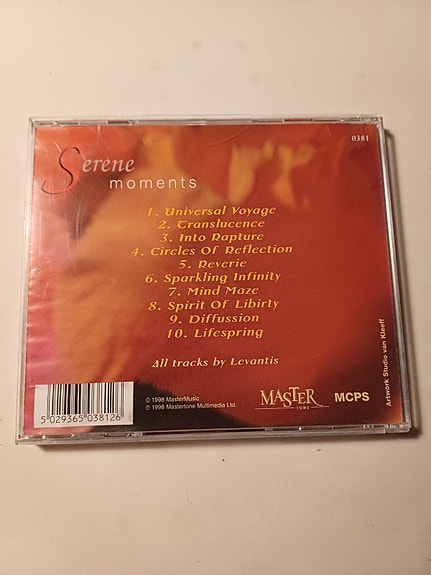 0381
Serene
moments
1. Universal Voyage
2. Translucence
3. Into Rapture
4. Circles Of Reflection
5. Reverie
6. Sparkling Infinity
7. Mind Maze
8. Spirit Of Libirty
9. Diffussion
10. Lifespring
All tracks by Levantis
5 029365 038126
© 1998 MasterMusic
℗ 1998 Mastertone Multimedia Ltd.
MASTER
TONE
MCPS
Artwork Studio van Kleeff